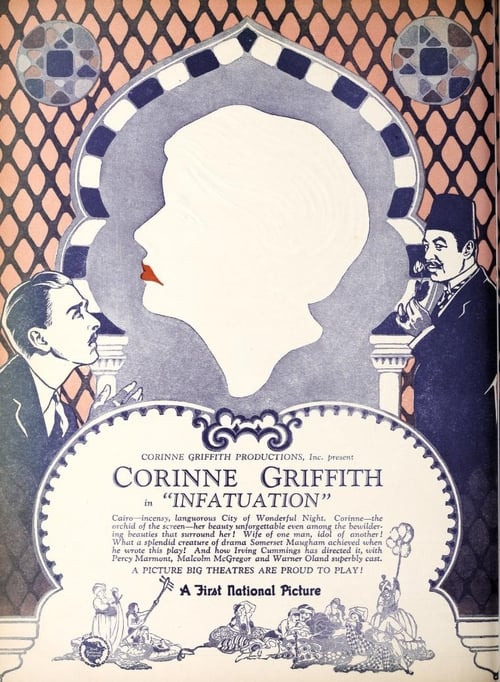 CORINNE GRIFFITH PRODUCTIONS, Inc. present
CORINNE GRIFFITH
in "INFATUATION"
Cairo—incensy, languorous City of Wonderful Night. Corinne—the
orchid of the screen—her beauty unforgettable even among the bewilder-
ing beauties that surround her! Wife of one man, idol of another!
What a splendid creature of drama Somerset Maugham achieved when
he wrote this play! And how Irving Cummings has directed it, with
Percy Marmont, Malcolm McGregor and Warner Oland superbly cast.
A PICTURE BIG THEATRES ARE PROUD TO PLAY!
A First National Picture